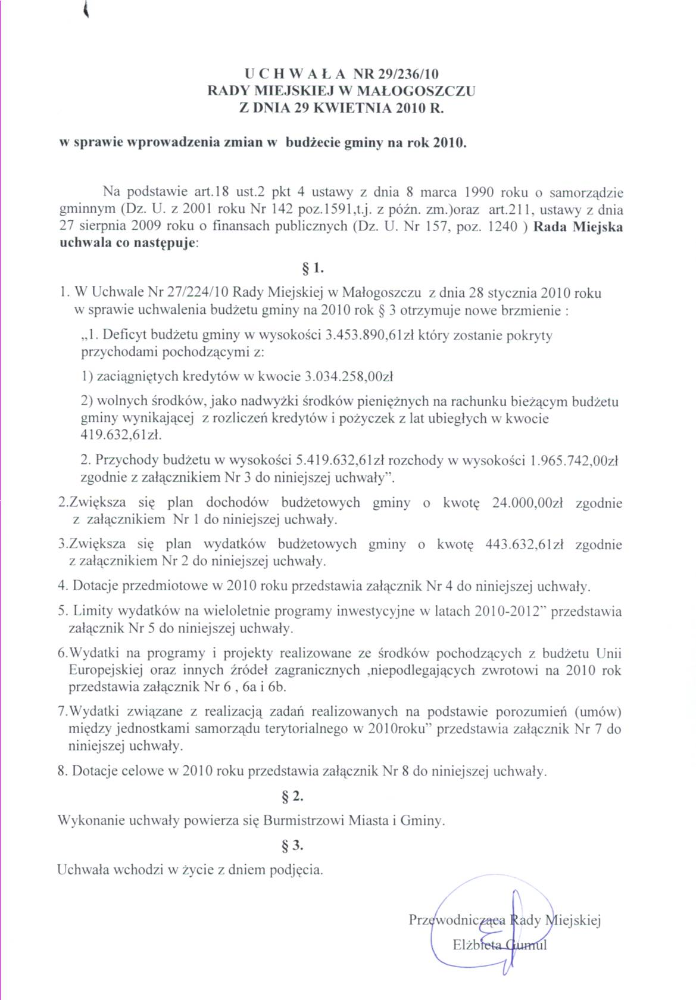 U C H W A Ł A NR 29/236/10
RADY MIEJSKIEJ W MAŁOGOSZCZU
Z DNIA 29 KWIETNIA 2010 R.
w sprawie wprowadzenia zmian w budżecie gminy na rok 2010.
Na podstawie art.18 ust.2 pkt 4 ustawy z dnia 8 marca 1990 roku o samorządzie
gminnym (Dz. U. z 2001 roku Nr 142 poz.1591,t.j. z późn. zm.)oraz art.211, ustawy z dnia
27 sierpnia 2009 roku o finansach publicznych (Dz. U. Nr 157, poz. 1240 ) Rada Miejska
uchwala co następuje:
§ 1.
1. W Uchwale Nr 27/224/10 Rady Miejskiej w Małogoszczu z dnia 28 stycznia 2010 roku
w sprawie uchwalenia budżetu gminy na 2010 rok § 3 otrzymuje nowe brzmienie :
„1. Deficyt budżetu gminy w wysokości 3.453.890,61zł który zostanie pokryty
przychodami pochodzącymi z:
1) zaciągniętych kredytów w kwocie 3.034.258,00zł
2) wolnych środków, jako nadwyżki środków pieniężnych na rachunku bieżącym budżetu
gminy wynikającej z rozliczeń kredytów i pożyczek z lat ubiegłych w kwocie
419.632,61zł.
2. Przychody budżetu w wysokości 5.419.632,61zł rozchody w wysokości 1.965.742,00zł
zgodnie z załącznikiem Nr 3 do niniejszej uchwały”.
2.Zwiększa się plan dochodów budżetowych gminy o kwotę 24.000,00zł zgodnie
z załącznikiem Nr 1 do niniejszej uchwały.
3.Zwiększa się plan wydatków budżetowych gminy o kwotę 443.632,61zł zgodnie
z załącznikiem Nr 2 do niniejszej uchwały.
4. Dotacje przedmiotowe w 2010 roku przedstawia załącznik Nr 4 do niniejszej uchwały.
5. Limity wydatków na wieloletnie programy inwestycyjne w latach 2010-2012” przedstawia
załącznik Nr 5 do niniejszej uchwały.
6.Wydatki na programy i projekty realizowane ze środków pochodzących z budżetu Unii
Europejskiej oraz innych źródeł zagranicznych ,niepodlegających zwrotowi na 2010 rok
przedstawia załącznik Nr 6 , 6a i 6b.
7.Wydatki związane z realizacją zadań realizowanych na podstawie porozumień (umów)
między jednostkami samorządu terytorialnego w 2010roku” przedstawia załącznik Nr 7 do
niniejszej uchwały.
8. Dotacje celowe w 2010 roku przedstawia załącznik Nr 8 do niniejszej uchwały.
§ 2.
Wykonanie uchwały powierza się Burmistrzowi Miasta i Gminy.
§ 3.
Uchwała wchodzi w życie z dniem podjęcia.
Przewodnicząca Rady Miejskiej
Elżbieta Gumul